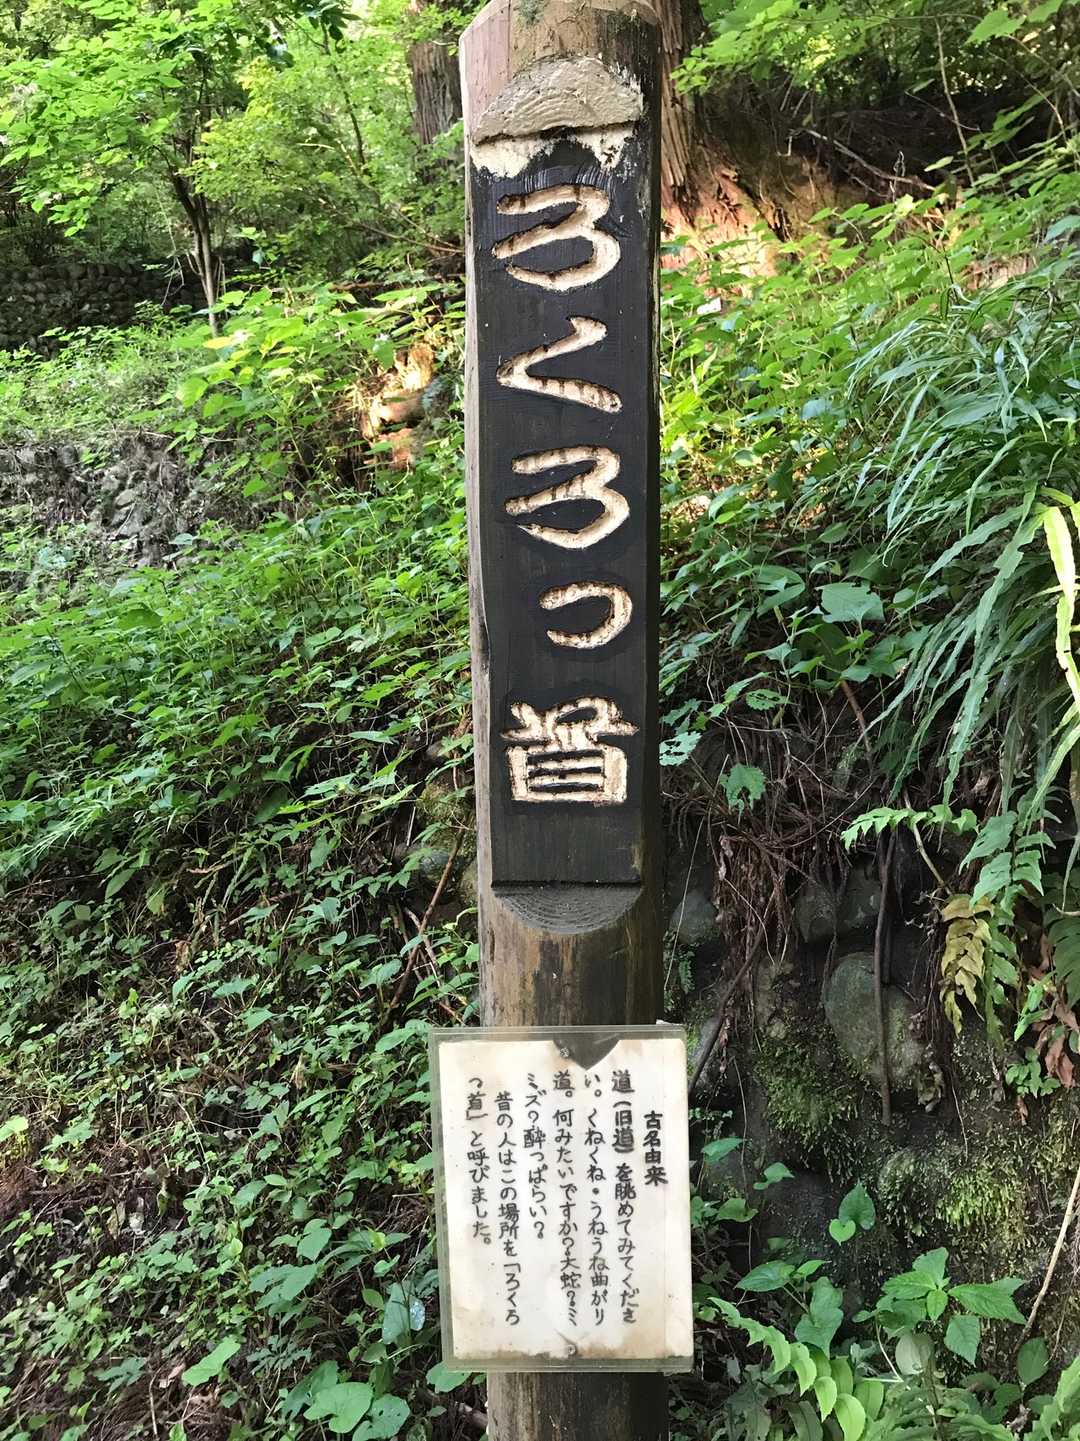 ろくろっ首
古名由来
道（旧道）を眺めてみてくださ
い。くねくね・うねうね曲がり
道。何みたいですか？大蛇？ミ
ミズ？酔っぱらい？
昔の人はこの場所を「ろくろ
っ首」と呼びました。